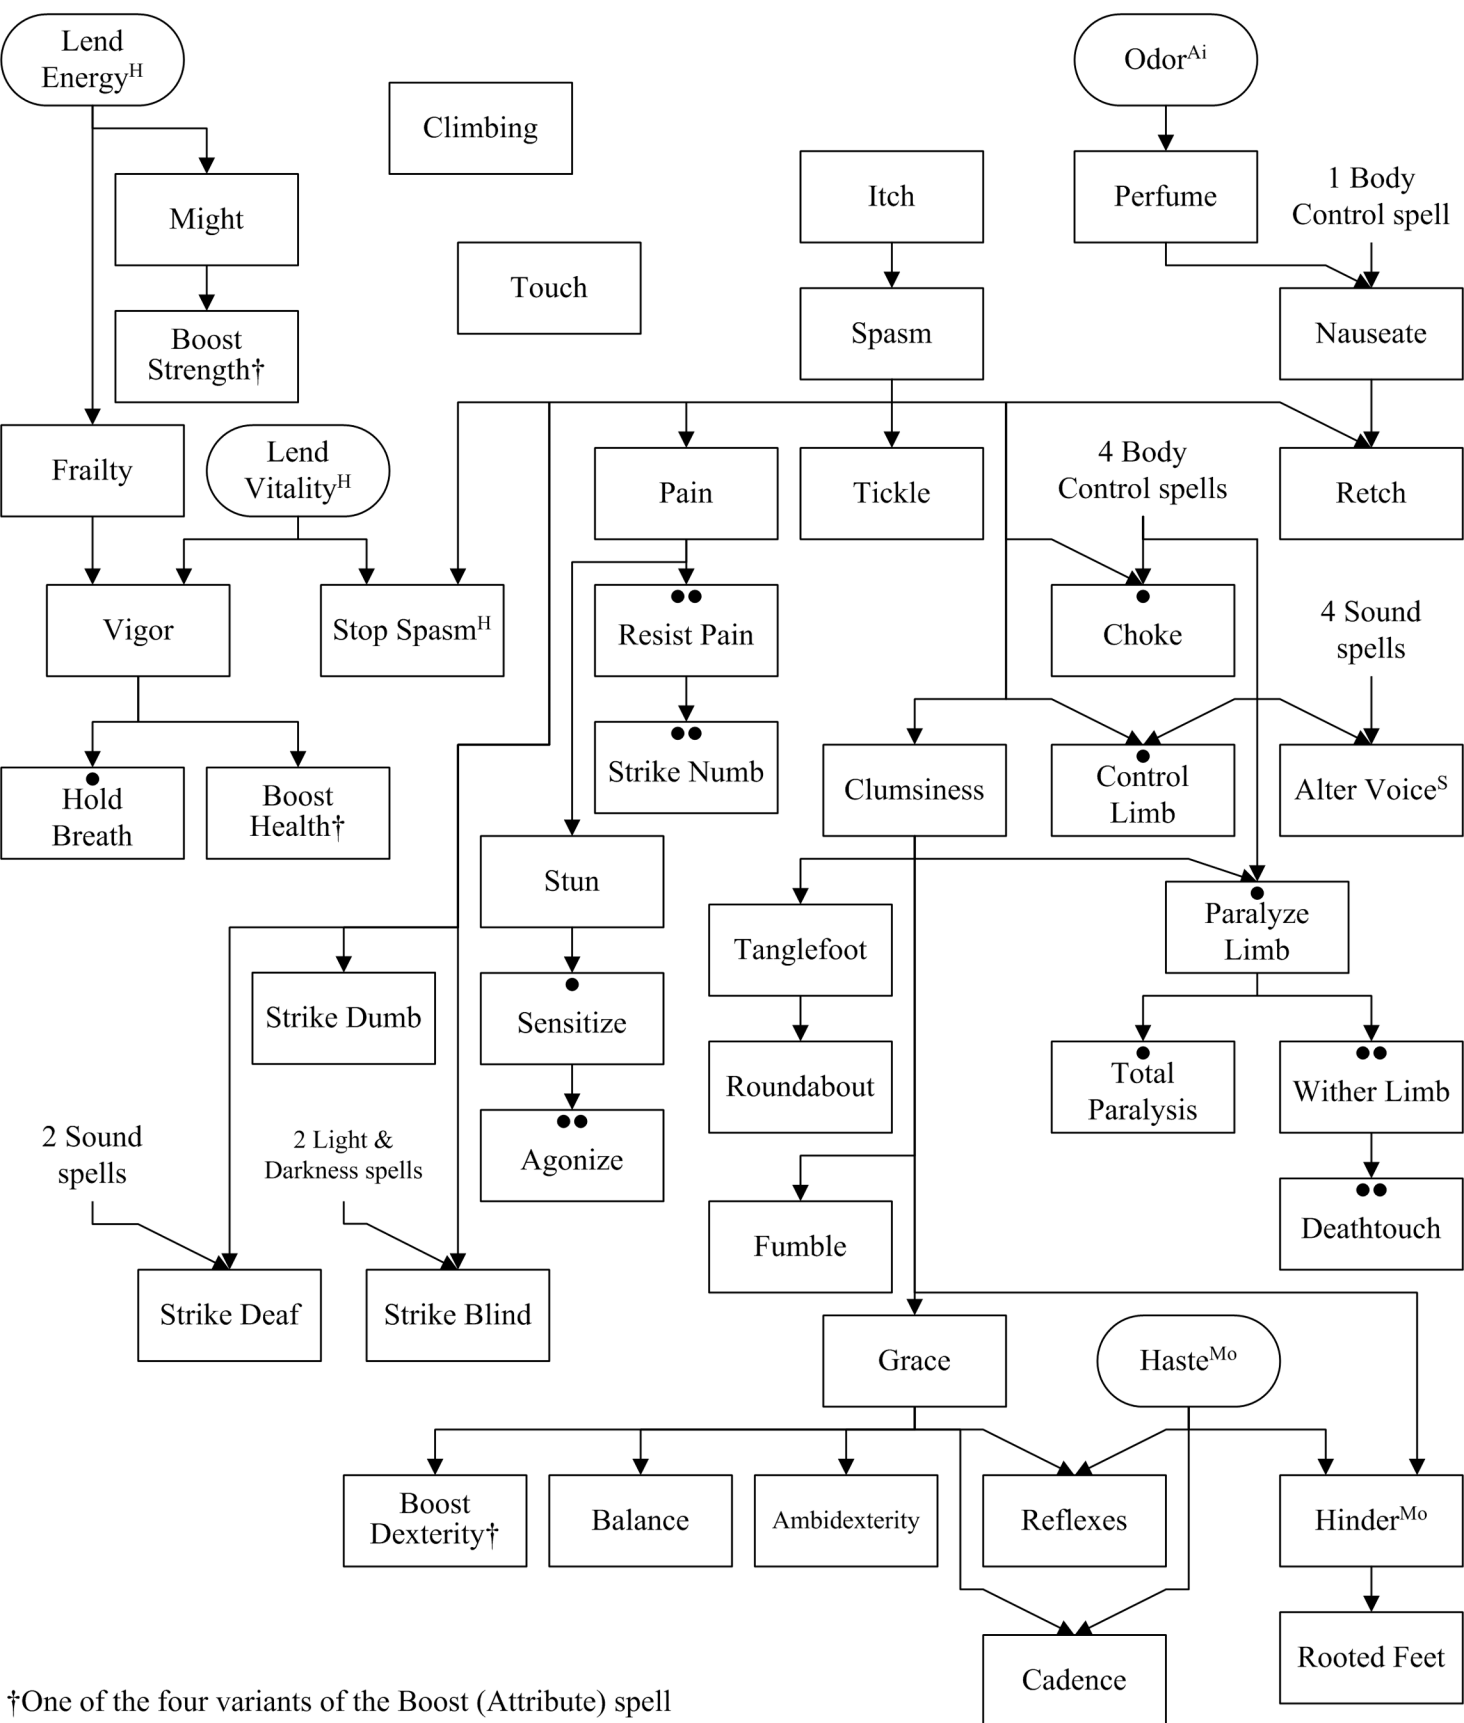 Lend
Energy^H
Odor^Ai
Climbing
Itch
Perfume
1 Body
Control spell
Might
Touch
Boost
Strength†
Spasm
Nauseate
Frailty
Lend
Vitality^H
Pain
Tickle
4 Body
Control spells
Retch
Vigor
Stop Spasm^H
●●
Resist Pain
●
Choke
4 Sound
spells
●
Hold
Breath
Boost
Health†
●●
Strike Numb
Clumsiness
●
Control
Limb
Alter Voice^S
Stun
Tanglefoot
●
Paralyze
Limb
Strike Dumb
●
Sensitize
Roundabout
●
Total
Paralysis
●●
Wither Limb
2 Sound
spells
2 Light &
Darkness spells
●●
Agonize
Fumble
●●
Deathtouch
Strike Deaf
Strike Blind
Grace
Haste^Mo
Boost
Dexterity†
Balance
Ambidexterity
Reflexes
Hinder^Mo
Cadence
Rooted Feet
†One of the four variants of the Boost (Attribute) spell